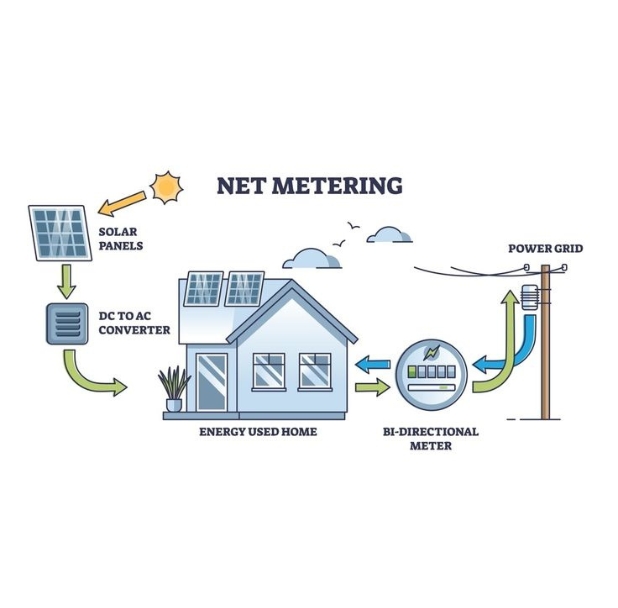 NET METERING
SOLAR
PANELS
POWER GRID
DC TO AC
CONVERTER
ENERGY USED HOME
BI-DIRECTIONAL
METER